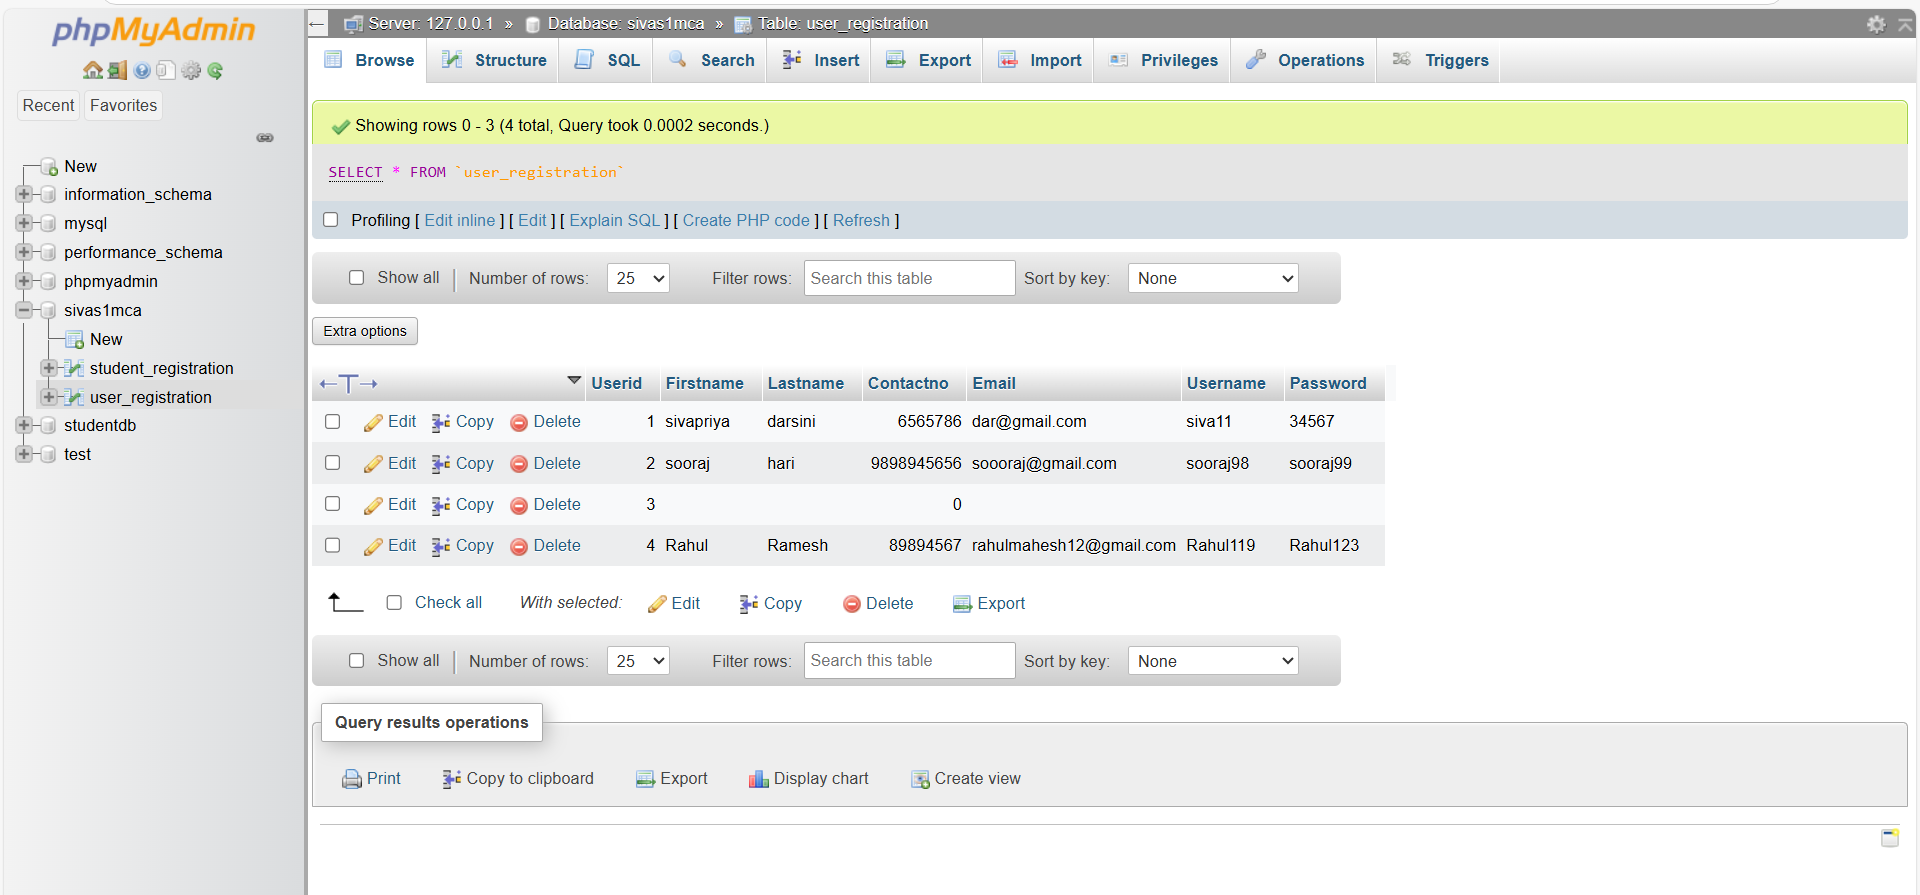 phpMyAdmin
Recent Favorites
New
information_schema
mysql
performance_schema
phpmyadmin
sivas1mca
New
student_registration
user_registration
studentdb
test
Server: 127.0.0.1 » Database: sivas1mca » Table: user_registration
Browse Structure SQL Search Insert Export Import Privileges Operations Triggers
Showing rows 0 - 3 (4 total, Query took 0.0002 seconds.)
SELECT * FROM `user_registration`
Profiling [ Edit inline ] [ Edit ] [ Explain SQL ] [ Create PHP code ] [ Refresh ]
Show all Number of rows: 25 Filter rows: Search this table Sort by key: None
Extra options
Userid Firstname Lastname Contactno Email Username Password
Edit Copy Delete 1 sivapriya darsini 6565786 dar@gmail.com siva11 34567
Edit Copy Delete 2 sooraj hari 9898945656 soooraj@gmail.com sooraj98 sooraj99
Edit Copy Delete 3 0
Edit Copy Delete 4 Rahul Ramesh 89894567 rahulmahesh12@gmail.com Rahul119 Rahul123
Check all With selected: Edit Copy Delete Export
Show all Number of rows: 25 Filter rows: Search this table Sort by key: None
Query results operations
Print Copy to clipboard Export Display chart Create view